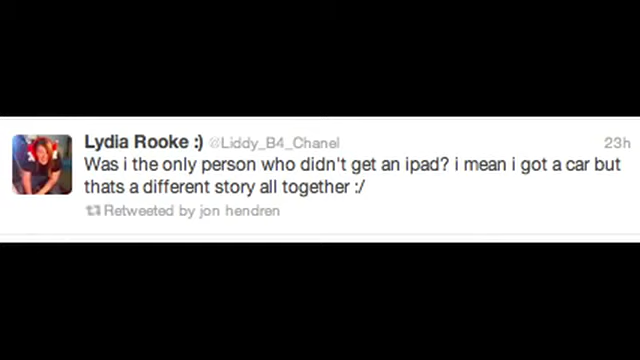 Lydia Rooke :) @Liddy_B4_Chanel 23h
Was i the only person who didn't get an ipad? i mean i got a car but
thats a different story all together :/
Retweeted by jon hendren